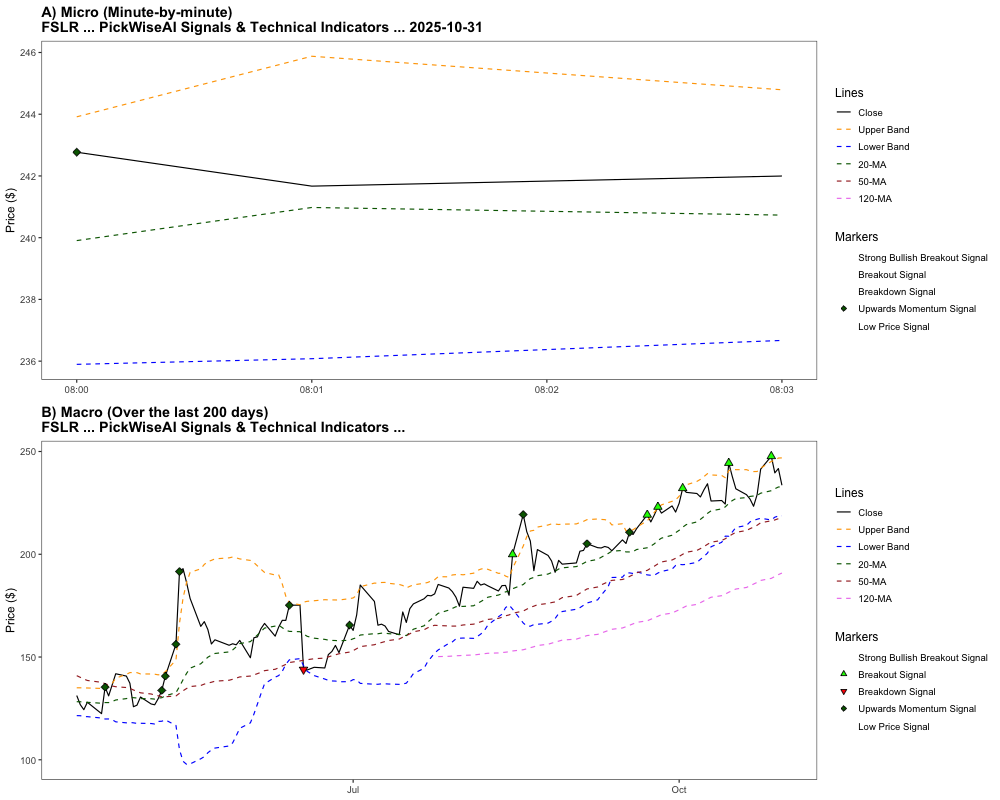 A) Micro (Minute-by-minute)
FSLR ... PickWiseAI Signals & Technical Indicators ... 2025-10-31
Price ($)
246
244
242
240
238
236
08:00
08:01
08:02
08:03
Lines
Close
Upper Band
Lower Band
20-MA
50-MA
120-MA
Markers
Strong Bullish Breakout Signal
Breakout Signal
Breakdown Signal
Upwards Momentum Signal
Low Price Signal
B) Macro (Over the last 200 days)
FSLR ... PickWiseAI Signals & Technical Indicators ...
Price ($)
250
200
150
100
Jul
Oct
Lines
Close
Upper Band
Lower Band
20-MA
50-MA
120-MA
Markers
Strong Bullish Breakout Signal
Breakout Signal
Breakdown Signal
Upwards Momentum Signal
Low Price Signal